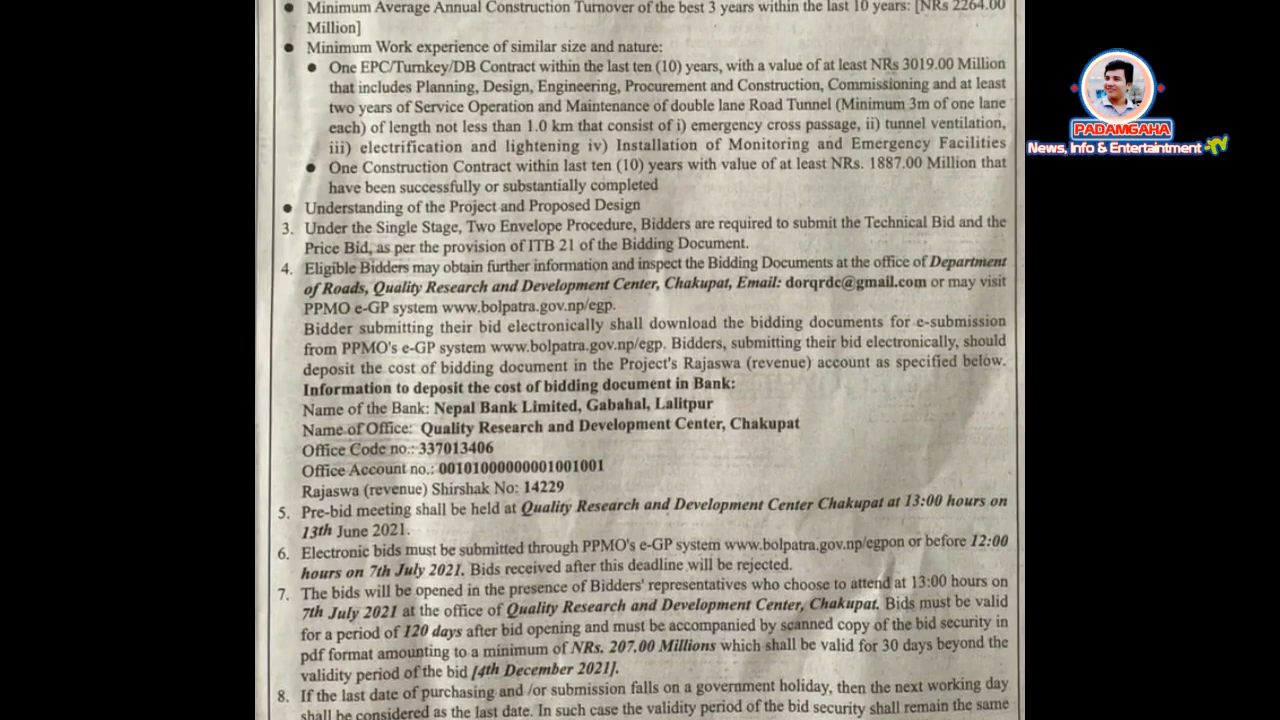 ● Minimum Average Annual Construction Turnover of the best 3 years within the last 10 years: [NRs 2264.00
Million]
● Minimum Work experience of similar size and nature:
● One EPC/Turnkey/DB Contract within the last ten (10) years, with a value of at least NRs 3019.00 Million
that includes Planning, Design, Engineering, Procurement and Construction, Commissioning and at least
two years of Service Operation and Maintenance of double lane Road Tunnel (Minimum 3m of one lane
each) of length not less than 1.0 km that consist of i) emergency cross passage, ii) tunnel ventilation,
iii) electrification and lightening iv) Installation of Monitoring and Emergency Facilities
● One Construction Contract within last ten (10) years with value of at least NRs. 1887.00 Million that
have been successfully or substantially completed
● Understanding of the Project and Proposed Design
3. Under the Single Stage, Two Envelope Procedure, Bidders are required to submit the Technical Bid and the
Price Bid, as per the provision of ITB 21 of the Bidding Document.
4. Eligible Bidders may obtain further information and inspect the Bidding Documents at the office of Department
of Roads, Quality Research and Development Center, Chakupat, Email: dorqrdc@gmail.com or may visit
PPMO e-GP system www.bolpatra.gov.np/egp.
Bidder submitting their bid electronically shall download the bidding documents for e-submission
from PPMO's e-GP system www.bolpatra.gov.np/egp. Bidders, submitting their bid electronically, should
deposit the cost of bidding document in the Project's Rajaswa (revenue) account as specified below.
Information to deposit the cost of bidding document in Bank:
Name of the Bank: Nepal Bank Limited, Gabahal, Lalitpur
Name of Office: Quality Research and Development Center, Chakupat
Office Code no.: 337013406
Office Account no.: 00101000000001001001
Rajaswa (revenue) Shirshak No: 14229
5. Pre-bid meeting shall be held at Quality Research and Development Center Chakupat at 13:00 hours on
13th June 2021.
6. Electronic bids must be submitted through PPMO's e-GP system www.bolpatra.gov.np/egpon or before 12:00
hours on 7th July 2021. Bids received after this deadline will be rejected.
7. The bids will be opened in the presence of Bidders' representatives who choose to attend at 13:00 hours on
7th July 2021 at the office of Quality Research and Development Center, Chakupat. Bids must be valid
for a period of 120 days after bid opening and must be accompanied by scanned copy of the bid security in
pdf format amounting to a minimum of NRs. 207.00 Millions which shall be valid for 30 days beyond the
validity period of the bid [4th December 2021].
8. If the last date of purchasing and /or submission falls on a government holiday, then the next working day
shall be considered as the last date. In such case the validity period of the bid security shall remain the same
PADAMGAHA
News, Info & Entertaintment TV